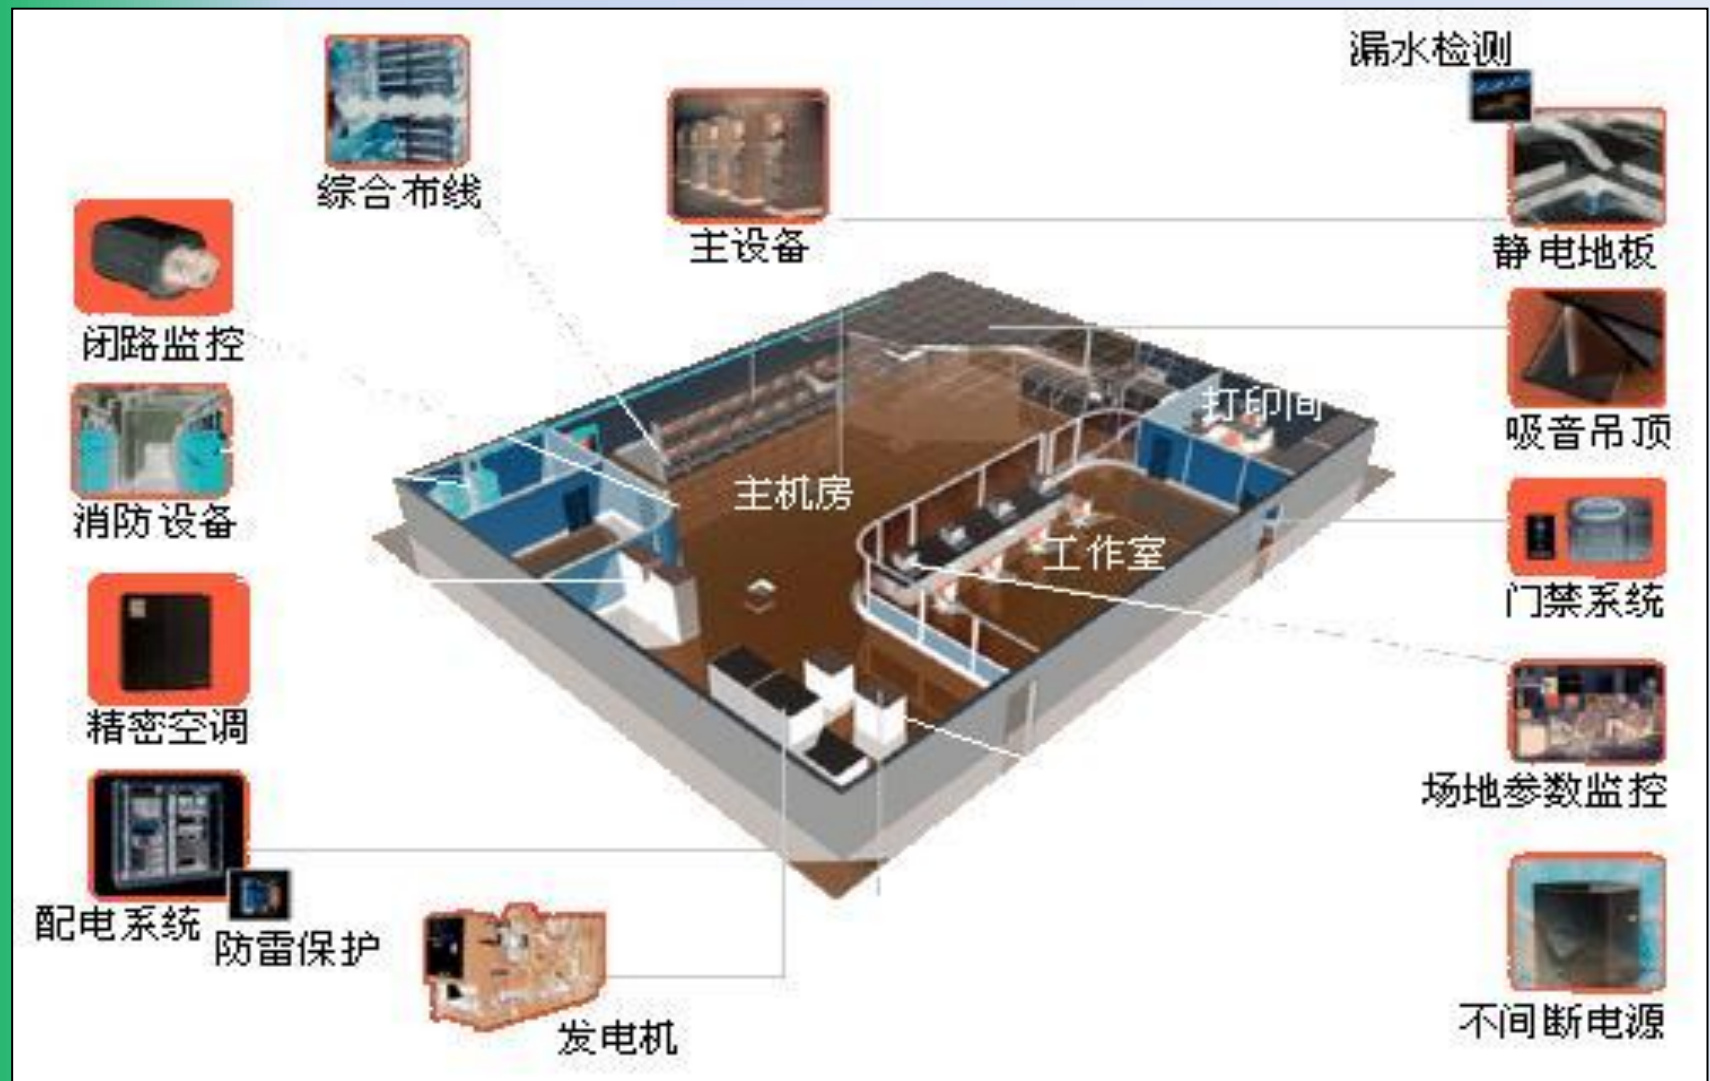 漏水检测
综合布线
主设备
静电地板
闭路监控
打印间
吸音吊顶
消防设备
主机房
工作室
门禁系统
精密空调
场地参数监控
配电系统
防雷保护
不间断电源
发电机